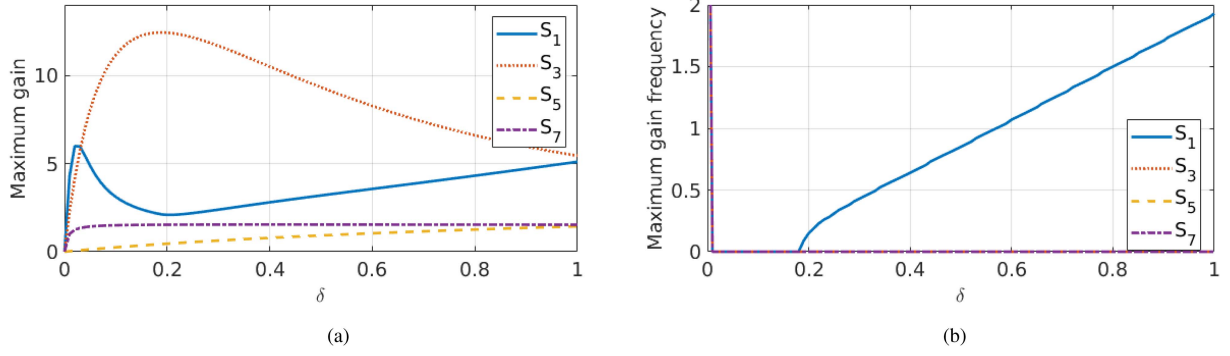 Maximum gain
10
5
0
0
0.2
0.4
0.6
0.8
1
δ
S1
S3
S5
S7
(a)
Maximum gain frequency
2
1.5
1
0.5
0
0
0.2
0.4
0.6
0.8
1
δ
S1
S3
S5
S7
(b)